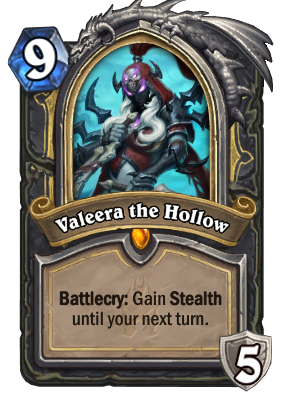 9
Valeera the Hollow
Battlecry: Gain Stealth
until your next turn.
5